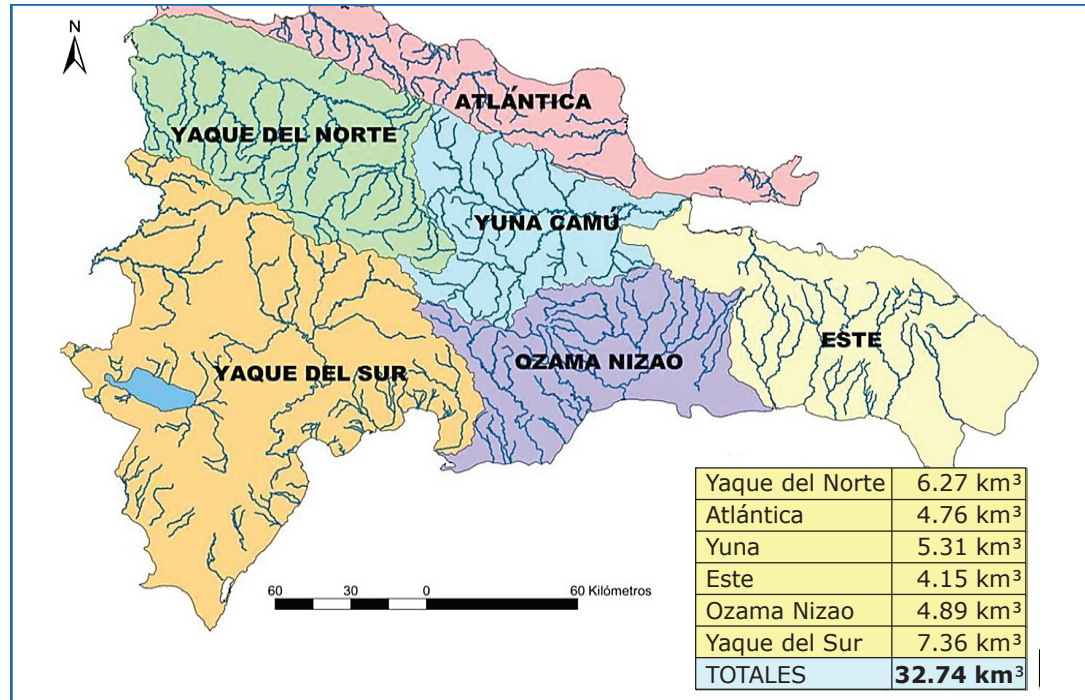 N
ATLÁNTICA
YAQUE DEL NORTE
YUNA CAMÚ
ESTE
OZAMA NIZAO
YAQUE DEL SUR
60 30 0 60 Kilómetros
Yaque del Norte 6.27 km³
Atlántica 4.76 km³
Yuna 5.31 km³
Este 4.15 km³
Ozama Nizao 4.89 km³
Yaque del Sur 7.36 km³
TOTALES 32.74 km³